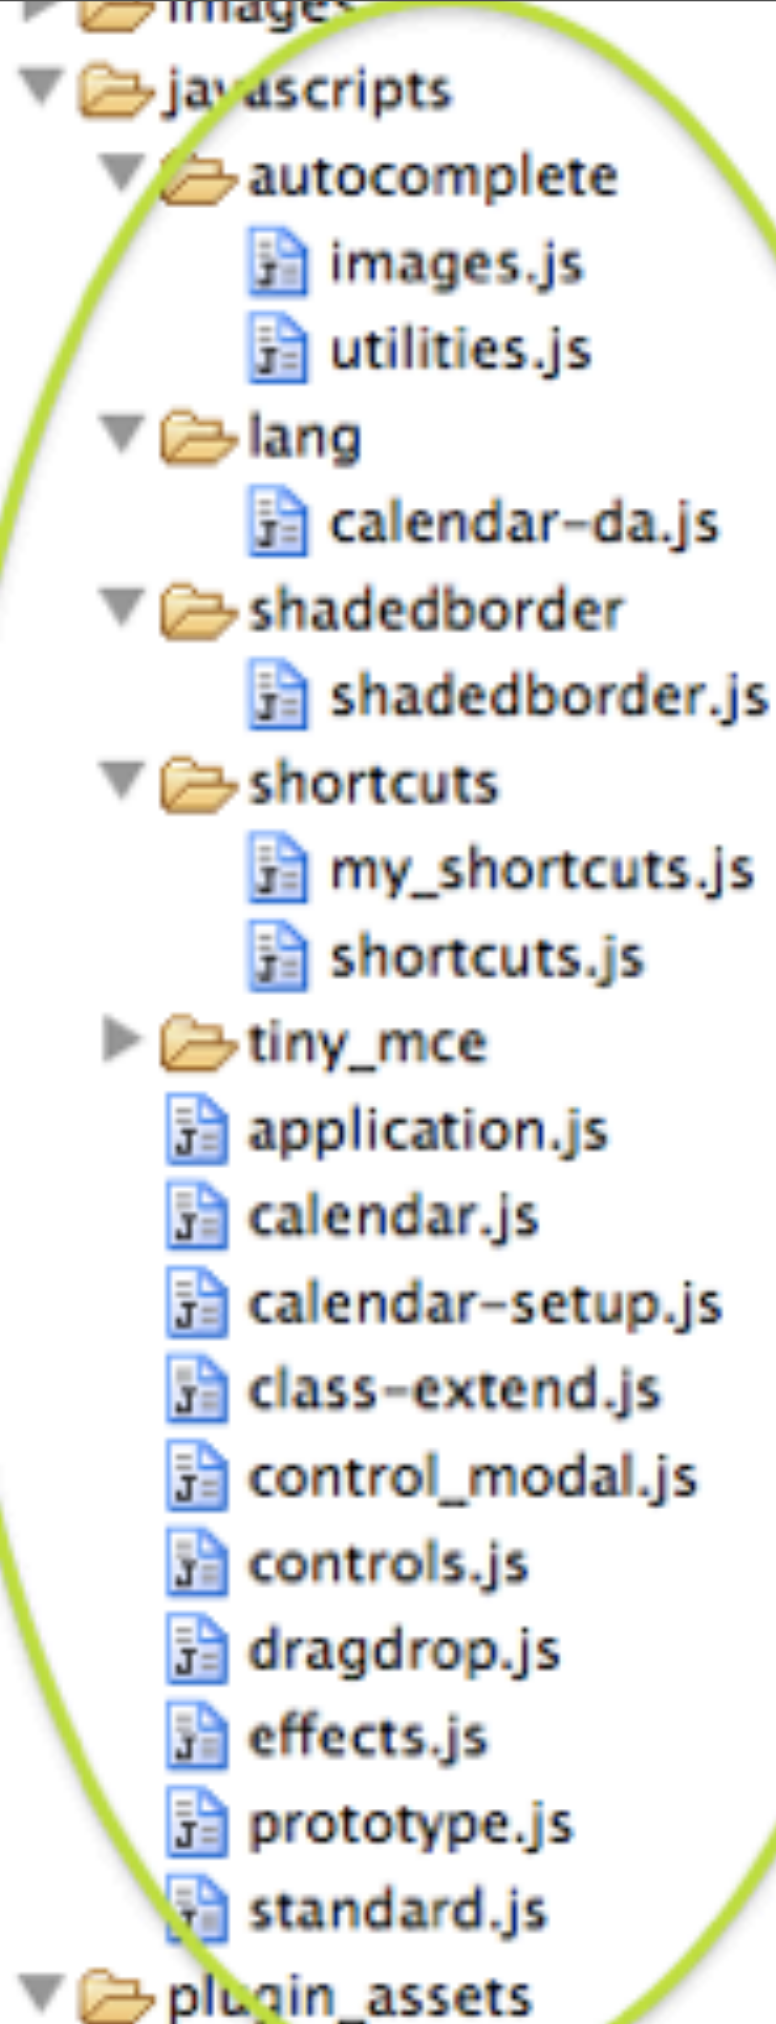 images
javascripts
autocomplete
images.js
utilities.js
lang
calendar-da.js
shadedborder
shadedborder.js
shortcuts
my_shortcuts.js
shortcuts.js
tiny_mce
application.js
calendar.js
calendar-setup.js
class-extend.js
control_modal.js
controls.js
dragdrop.js
effects.js
prototype.js
standard.js
plugin_assets